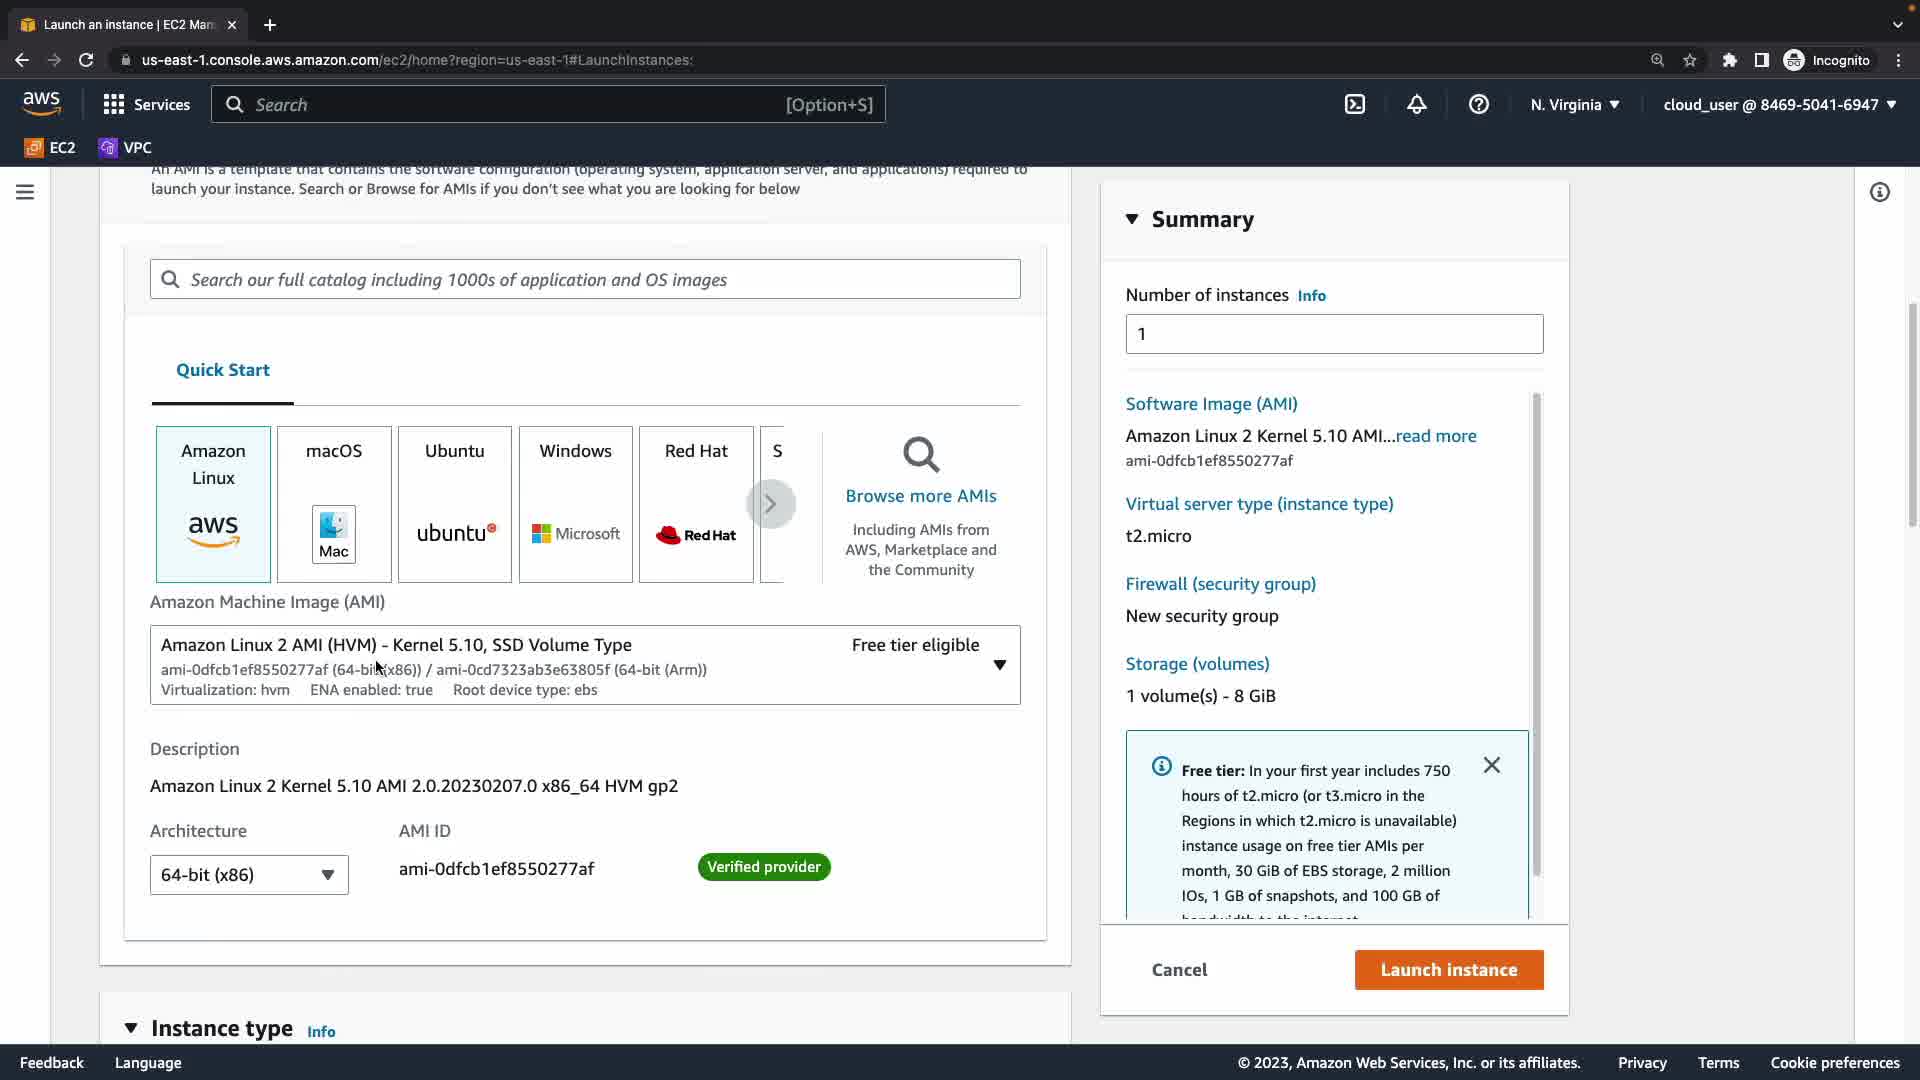 Launch an instance | EC2 Man
us-east-1.console.aws.amazon.com/ec2/home?region=us-east-1#LaunchInstances:
Incognito
aws
Services
Search
[Option+S]
N. Virginia
cloud_user @ 8469-5041-6947
EC2
VPC
An AMI is a template that contains the software configuration (operating system, application server, and applications) required to
launch your instance. Search or Browse for AMIs if you don't see what you are looking for below
Search our full catalog including 1000s of application and OS images
Quick Start
Amazon
Linux
aws
macOS
Mac
Ubuntu
ubuntu
Windows
Microsoft
Red Hat
Red Hat
S
Browse more AMIs
Including AMIs from
AWS, Marketplace and
the Community
Amazon Machine Image (AMI)
Amazon Linux 2 AMI (HVM) - Kernel 5.10, SSD Volume Type
Free tier eligible
ami-0dfcb1ef8550277af (64-bit (x86)) / ami-0cd7323ab3e63805f (64-bit (Arm))
Virtualization: hvm ENA enabled: true Root device type: ebs
Description
Amazon Linux 2 Kernel 5.10 AMI 2.0.20230207.0 x86_64 HVM gp2
Architecture
AMI ID
64-bit (x86)
ami-0dfcb1ef8550277af
Verified provider
Instance type Info
Summary
Number of instances Info
1
Software Image (AMI)
Amazon Linux 2 Kernel 5.10 AMI...read more
ami-0dfcb1ef8550277af
Virtual server type (instance type)
t2.micro
Firewall (security group)
New security group
Storage (volumes)
1 volume(s) - 8 GiB
Free tier: In your first year includes 750
hours of t2.micro (or t3.micro in the
Regions in which t2.micro is unavailable)
instance usage on free tier AMIs per
month, 30 GiB of EBS storage, 2 million
IOs, 1 GB of snapshots, and 100 GB of
bandwidth to the internet.
Cancel
Launch instance
Feedback
Language
© 2023, Amazon Web Services, Inc. or its affiliates.
Privacy
Terms
Cookie preferences